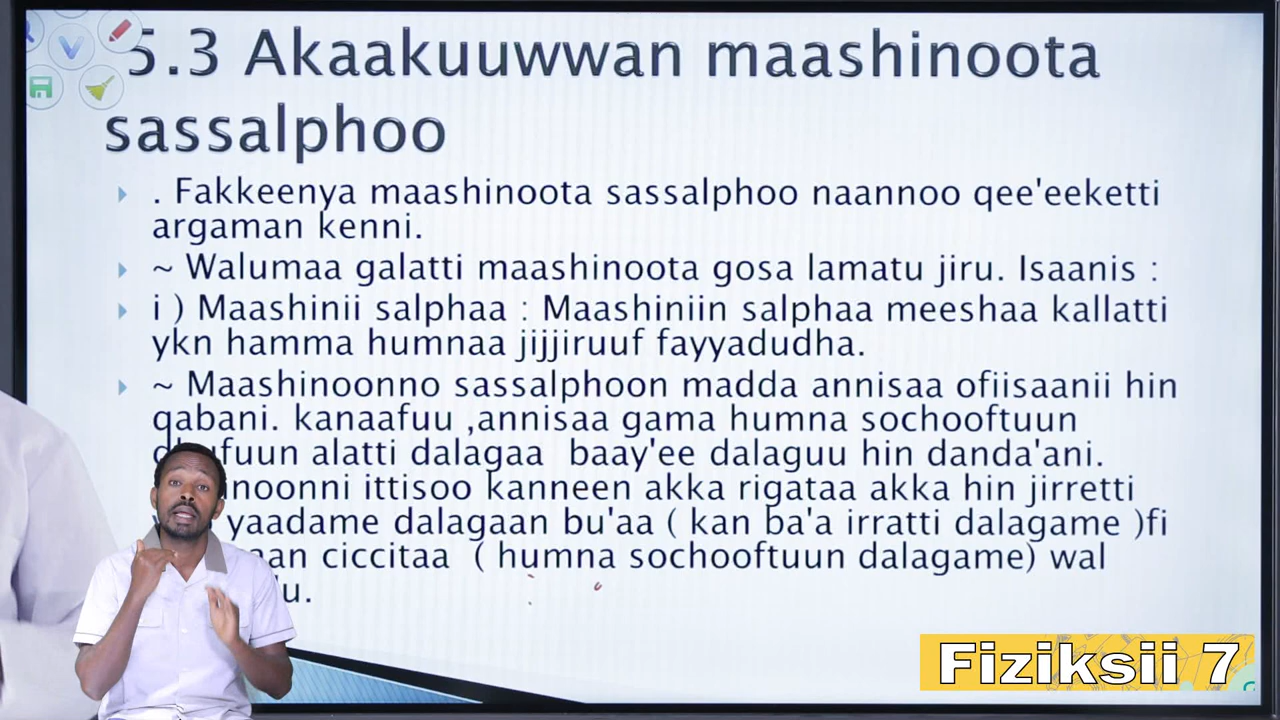 5.3 Akaakuuwwan maashinoota
sassalphoo
. Fakkeenya maashinoota sassalphoo naannoo qee'eeketti
argaman kenni.
~ Walumaa galatti maashinoota gosa lamatu jiru. Isaanis :
i ) Maashinii salphaa : Maashiniin salphaa meeshaa kallatti
ykn hamma humnaa jijjiruuf fayyadudha.
~ Maashinoonno sassalphoon madda annisaa ofiisaanii hin
qabani. kanaafuu ,annisaa gama humna sochooftuun
alatti dalagaa baay'ee dalaguu hin danda'ani.
ittisoo kanneen akka rigataa akka hin jirretti
yaadame dalagaan bu'aa ( kan ba'a irratti dalagame )fi
ciccitaa ( humna sochooftuun dalagame) wal
Fiziksii 7